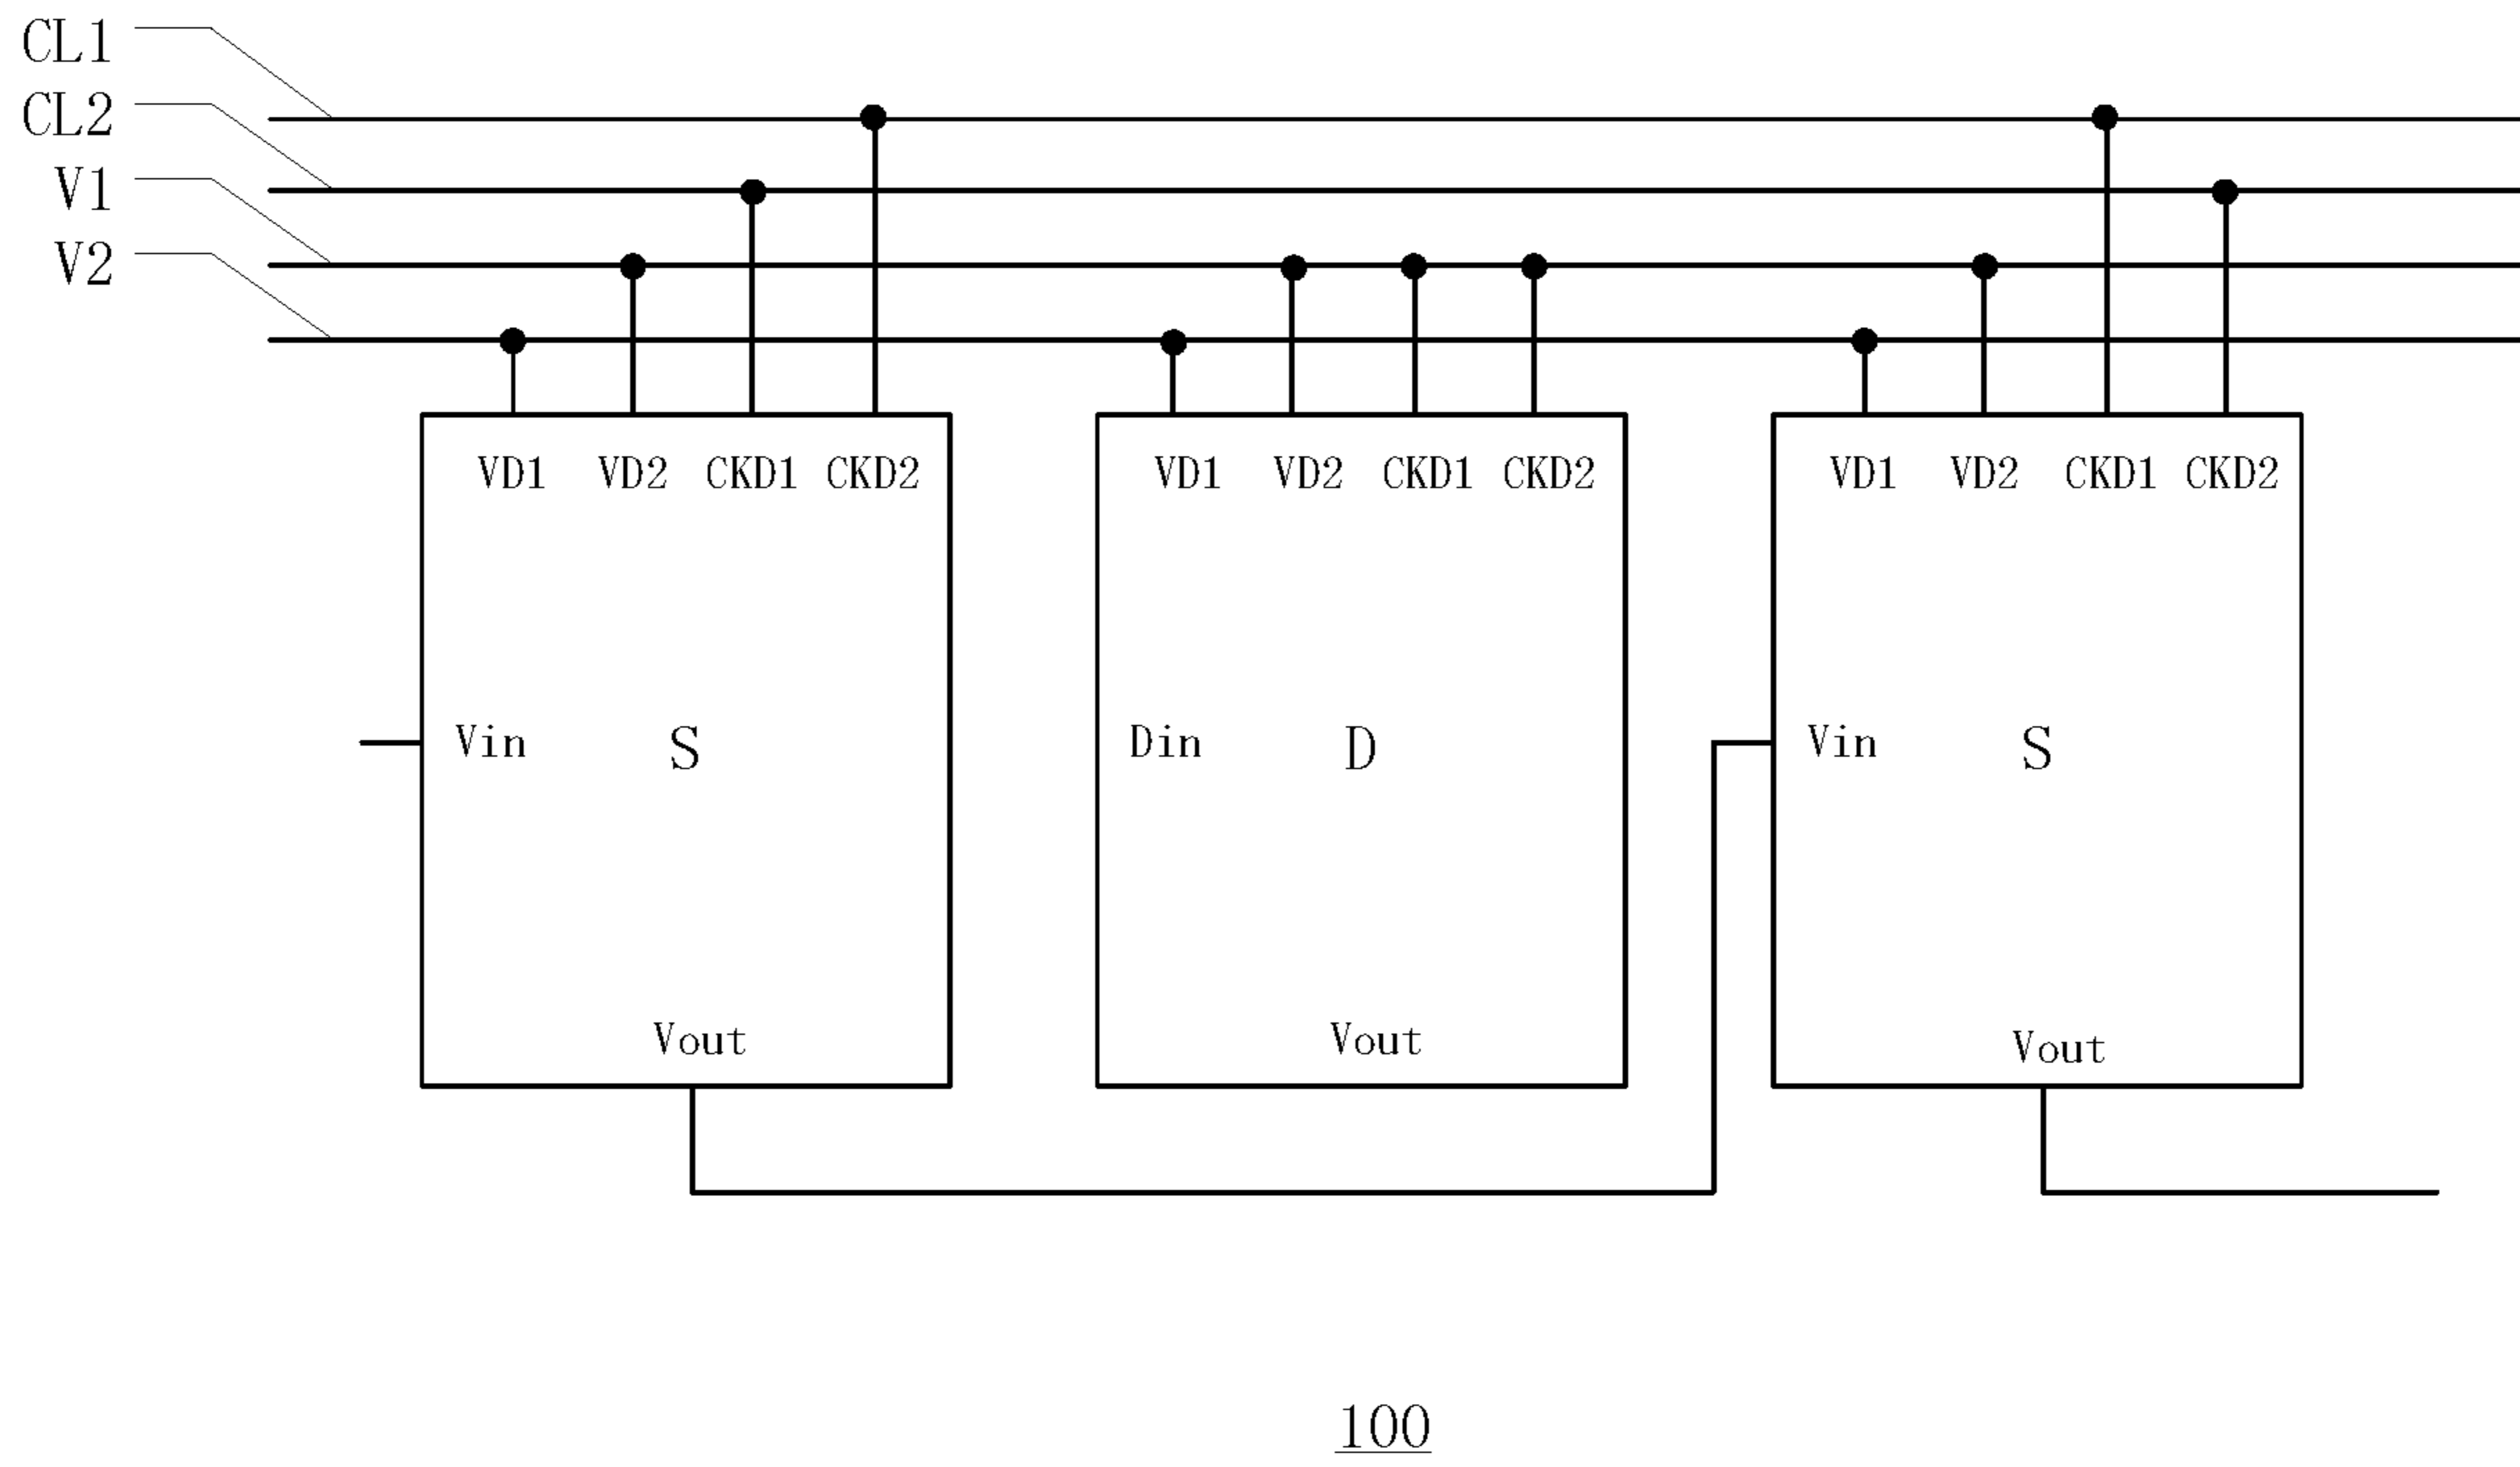 CL1
CL2
V1
V2
VD1 VD2 CKD1 CKD2 VD1 VD2 CKD1 CKD2 VD1 VD2 CKD1 CKD2
Vin S Din D Vin S
Vout Vout Vout
100